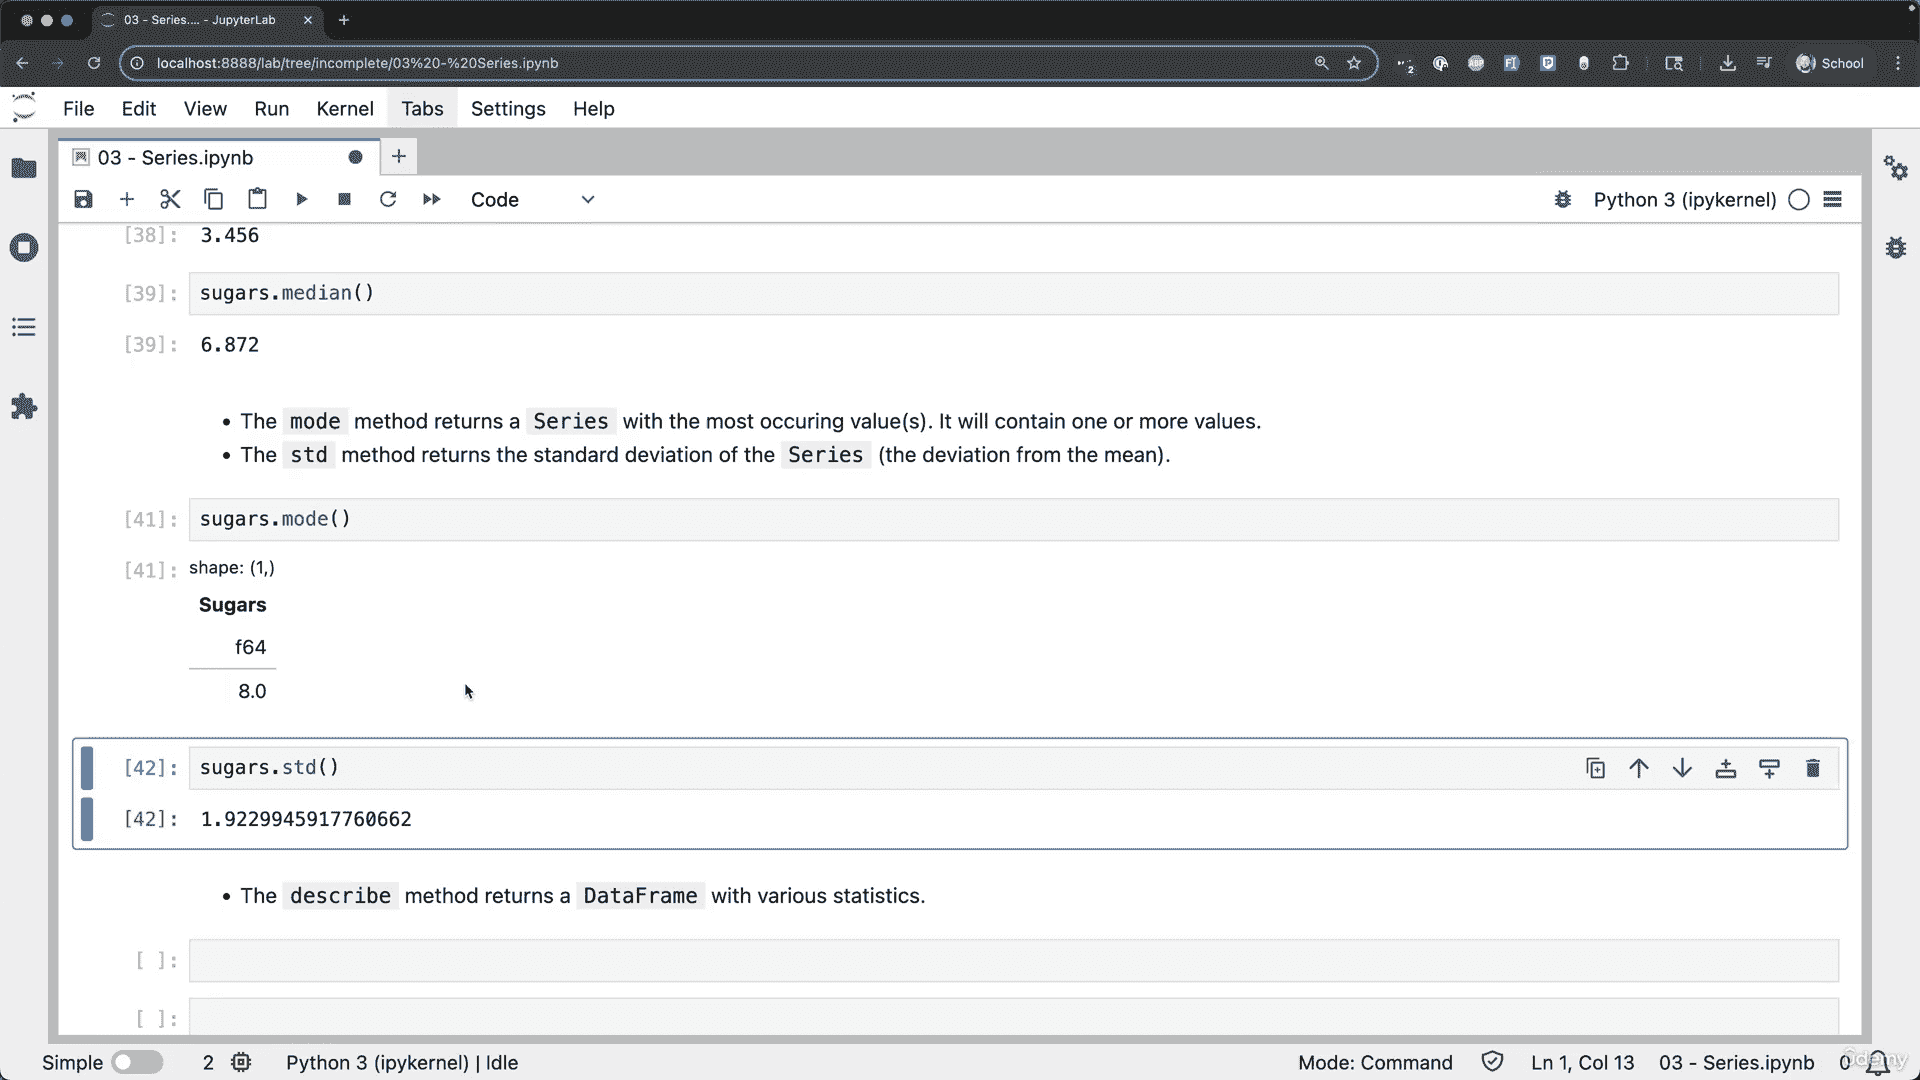 03 - Series.... - JupyterLab
localhost:8888/lab/tree/incomplete/03%20-%20Series.ipynb
2
ABP
School
File Edit View Run Kernel Tabs Settings Help
03 - Series.ipynb
Code
Python 3 (ipykernel)
[38]: 3.456
[39]: sugars.median()
[39]: 6.872
• The mode method returns a Series with the most occuring value(s). It will contain one or more values.
• The std method returns the standard deviation of the Series (the deviation from the mean).
[41]: sugars.mode()
[41]: shape: (1,)
Sugars
f64
8.0
[42]: sugars.std()
[42]: 1.9229945917760662
• The describe method returns a DataFrame with various statistics.
[ ]:
[ ]:
Simple 2 Python 3 (ipykernel) | Idle Mode: Command Ln 1, Col 13 03 - Series.ipynb 0